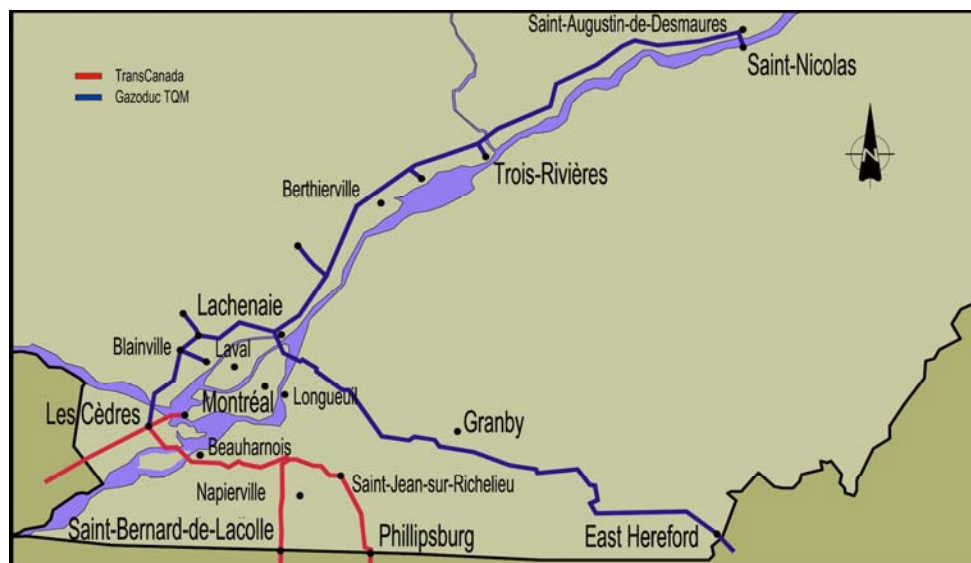 Saint-Augustin-de-Desmaures
Saint-Nicolas
TransCanada
Gazoduc TQM
N
Trois-Rivières
Berthierville
Lachenaie
Blainville
Laval
Les Cèdres
Montréal
Longueuil
Granby
Beauharnois
Saint-Jean-sur-Richelieu
Napierville
Saint-Bernard-de-Lacolle
Phillipsburg
East Hereford